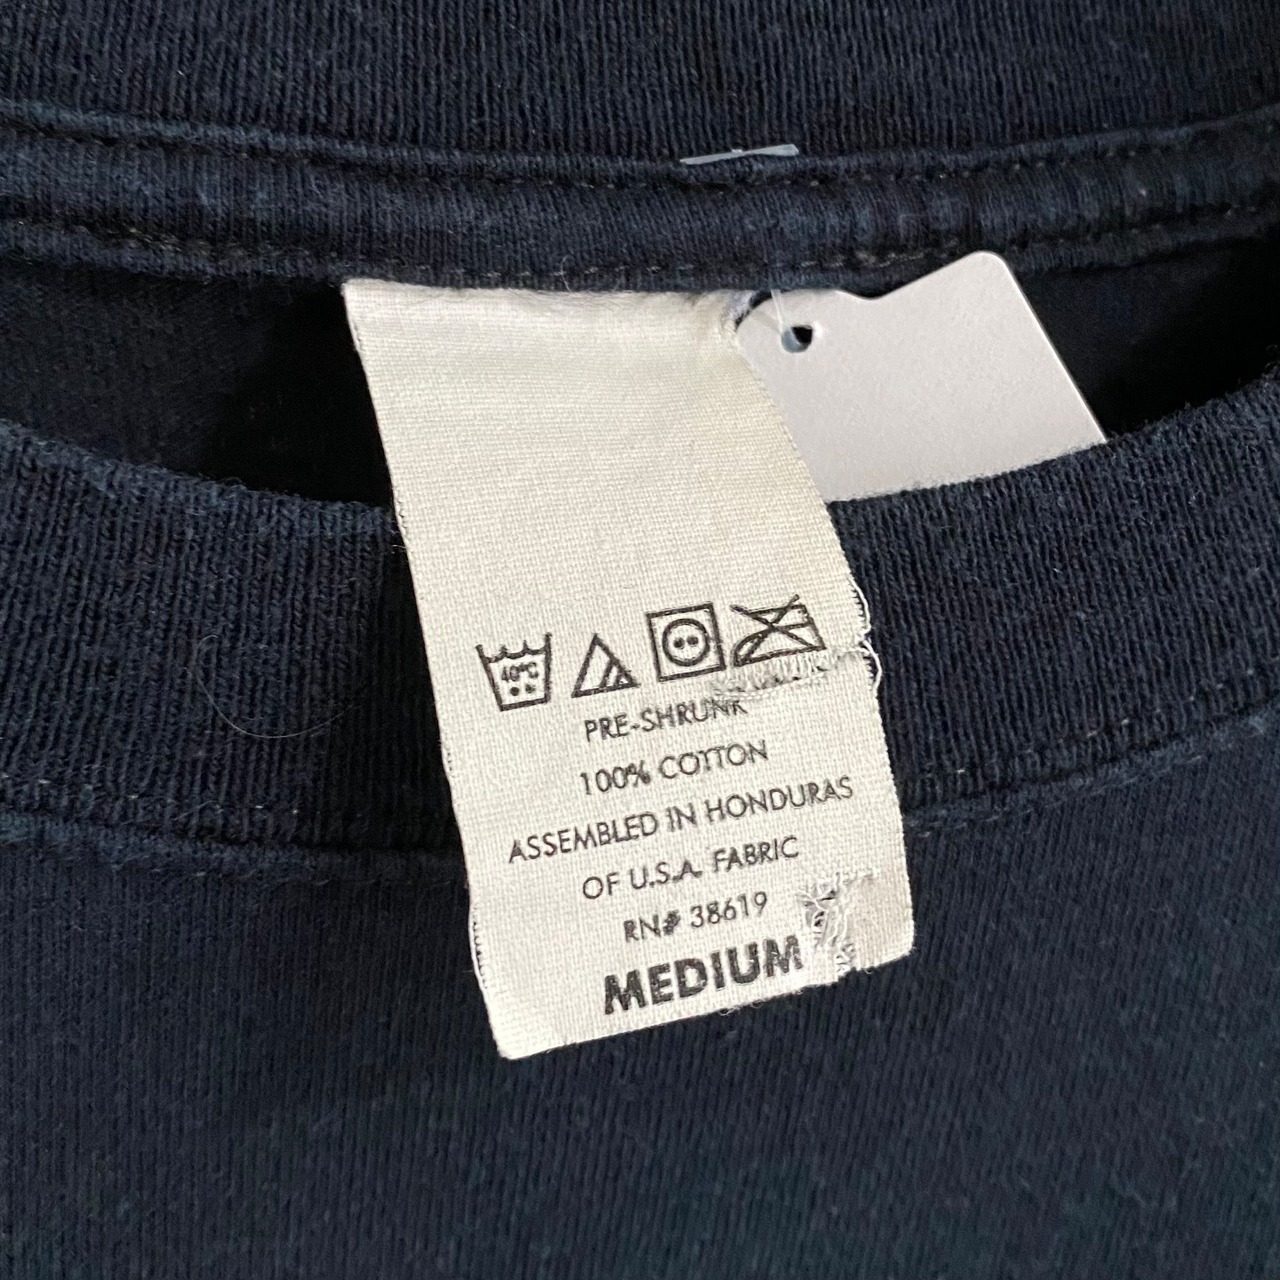 40°C
PRE-SHRUNK
100% COTTON
ASSEMBLED IN HONDURAS
OF U.S.A. FABRIC
RN# 38619
MEDIUM